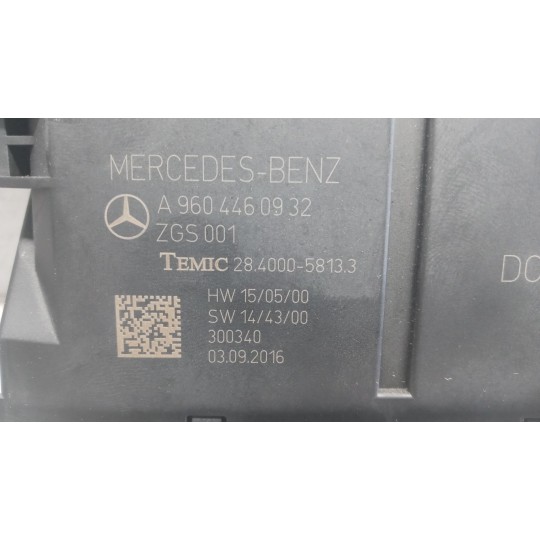 MERCEDES-BENZ
A 960 446 09 32
ZGS 001
TEMIC 28.4000-5813.3
HW 15/05/00
SW 14/43/00
300340
03.09.2016